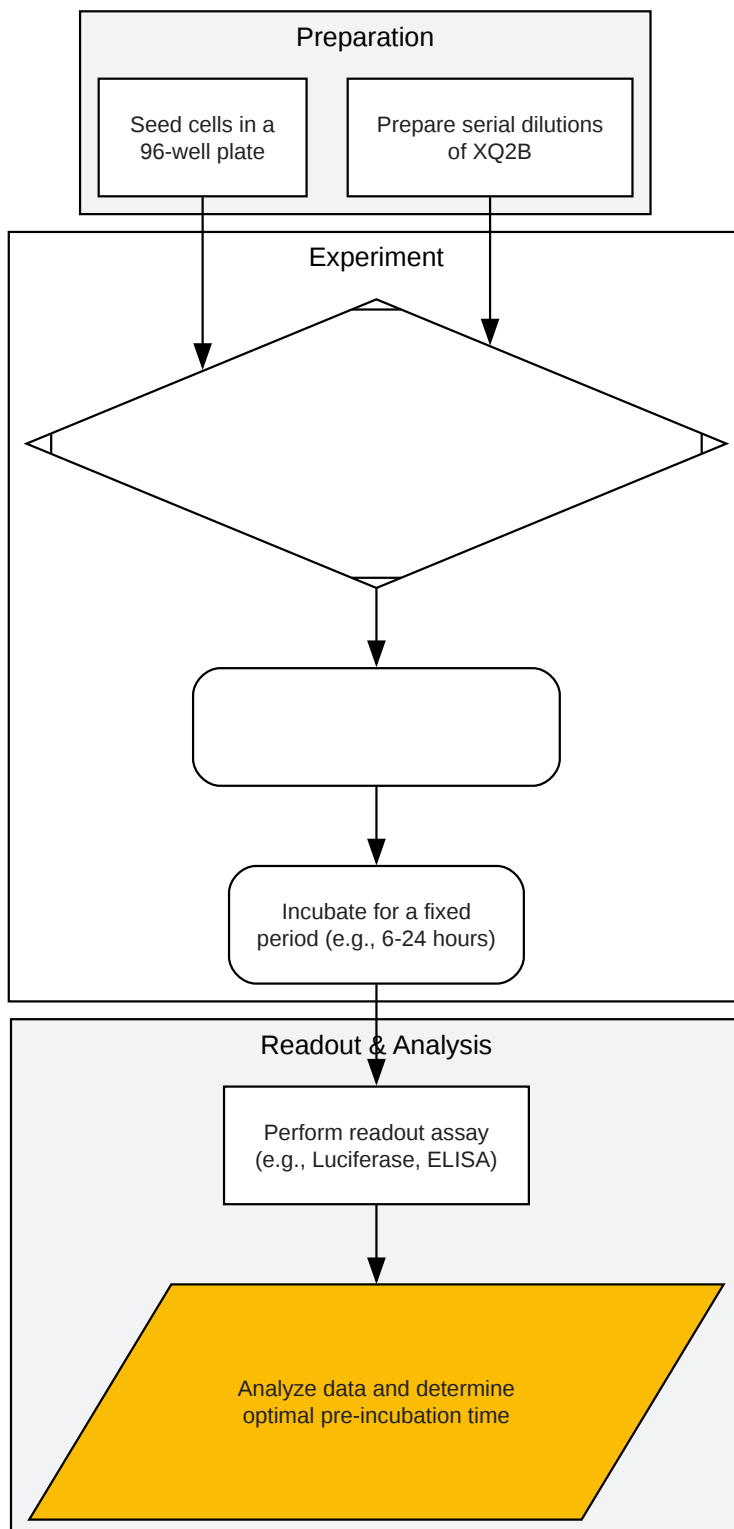 Preparation
Seed cells in a
96-well plate
Prepare serial dilutions
of XQ2B
Experiment
Incubate for a fixed
period (e.g., 6-24 hours)
Readout & Analysis
Perform readout assay
(e.g., Luciferase, ELISA)
Analyze data and determine
optimal pre-incubation time